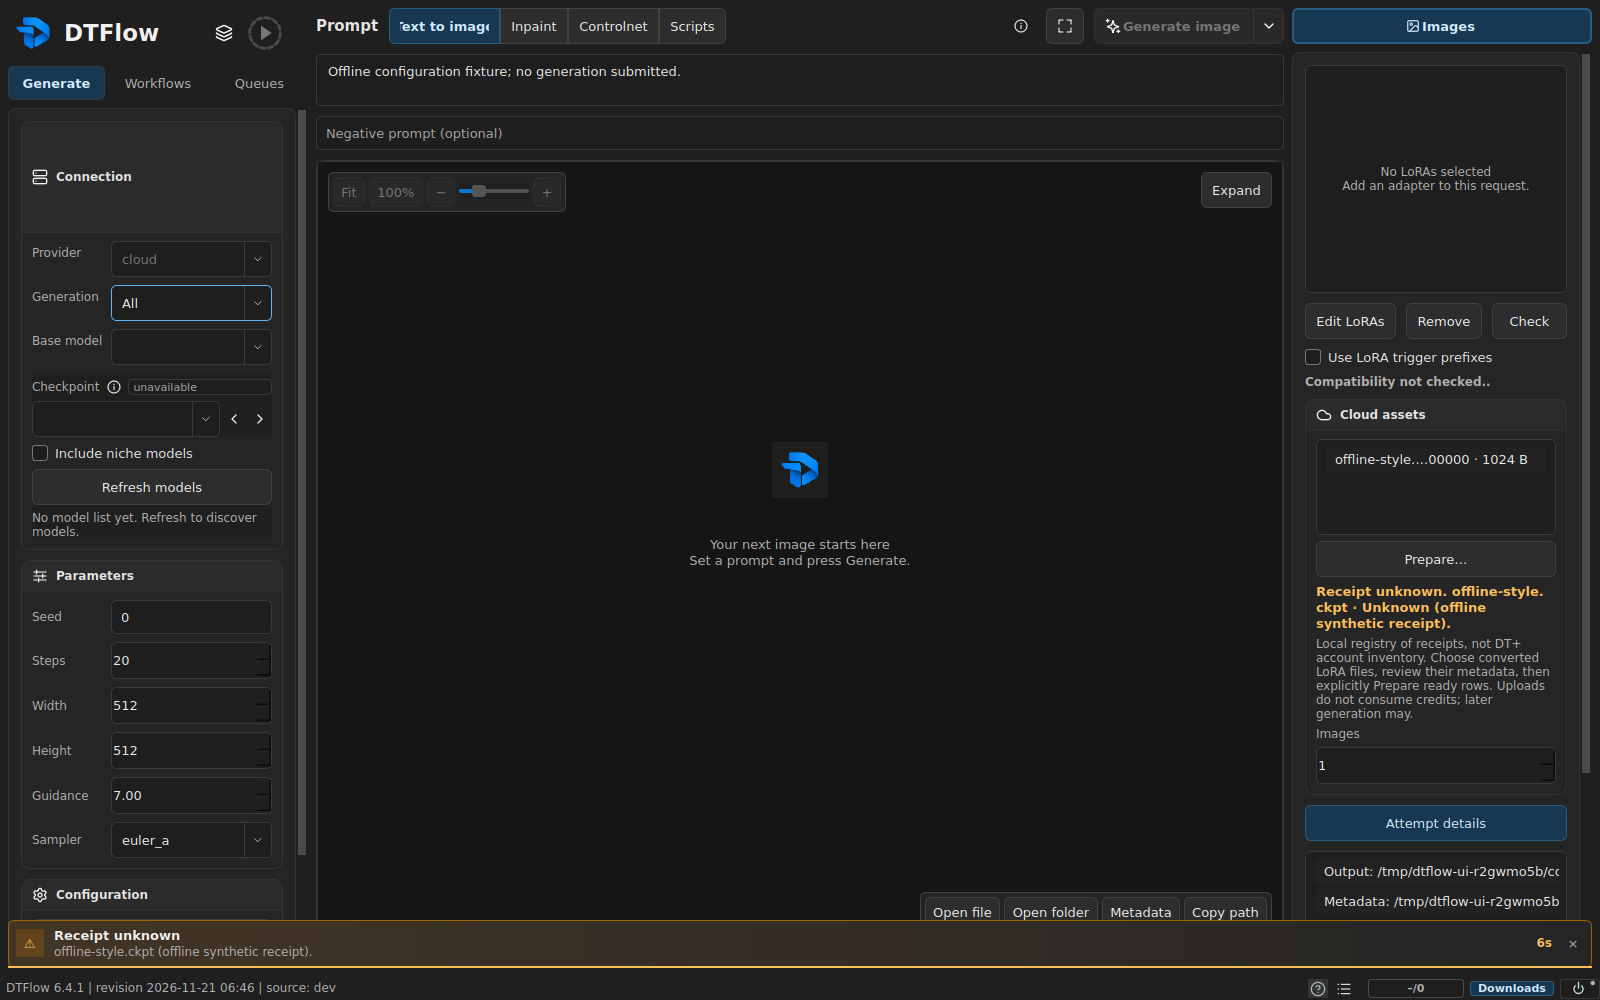 DTFlow
Prompt
Text to image
Inpaint
Controlnet
Scripts
Generate image
Images
Generate
Workflows
Queues
Offline configuration fixture; no generation submitted.
Negative prompt (optional)
Connection
Provider
cloud
Generation
All
Base model
Checkpoint
unavailable
Include niche models
Refresh models
No model list yet. Refresh to discover
models.
Parameters
Seed
0
Steps
20
Width
512
Height
512
Guidance
7.00
Sampler
euler_a
Configuration
Fit
100%
−
+
Expand
Your next image starts here
Set a prompt and press Generate.
Open file
Open folder
Metadata
Copy path
No LoRAs selected
Add an adapter to this request.
Edit LoRAs
Remove
Check
Use LoRA trigger prefixes
Compatibility not checked..
Cloud assets
offline-style....00000 · 1024 B
Prepare...
Receipt unknown. offline-style.
ckpt · Unknown (offline
synthetic receipt).
Local registry of receipts, not DT+
account inventory. Choose converted
LoRA files, review their metadata, then
explicitly Prepare ready rows. Uploads
do not consume credits; later
generation may.
Images
1
Attempt details
Output: /tmp/dtflow-ui-r2gwmo5b/co
Metadata: /tmp/dtflow-ui-r2gwmo5b
Receipt unknown
offline-style.ckpt (offline synthetic receipt).
6s
×
DTFlow 6.4.1 | revision 2026-11-21 06:46 | source: dev
-/0
Downloads